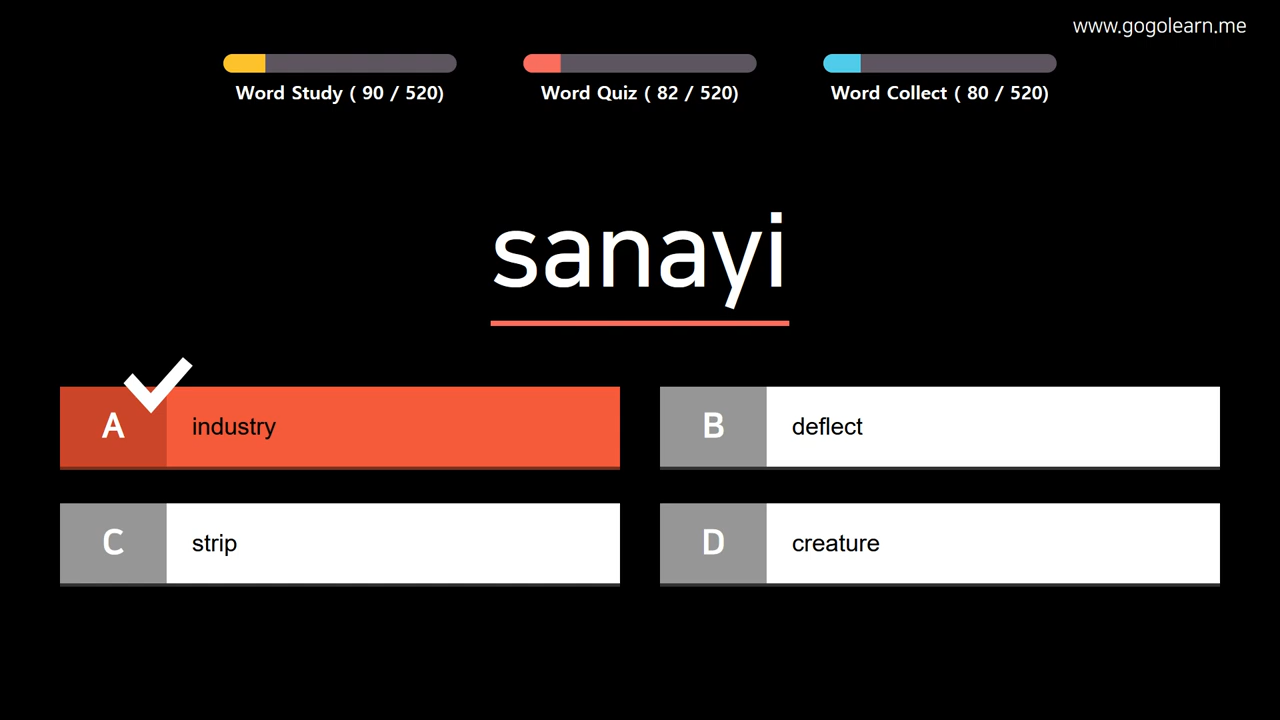 www.gogolearn.me
Word Study ( 90 / 520)
Word Quiz ( 82 / 520)
Word Collect ( 80 / 520)
sanayi
A industry
B deflect
C strip
D creature